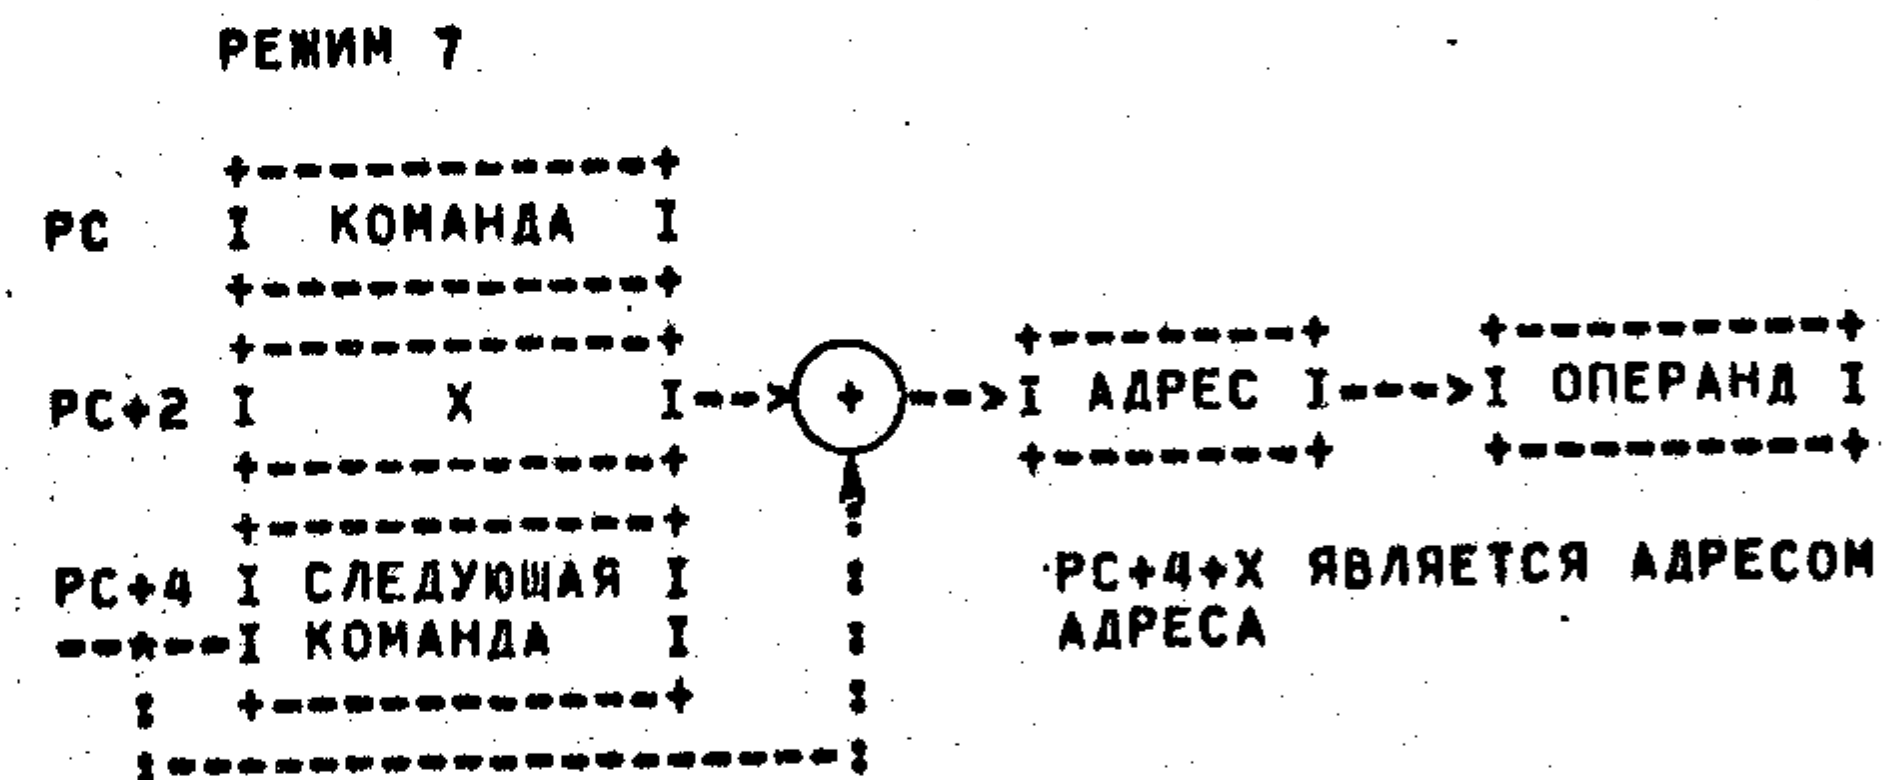 РЕЖИМ 7
PC I КОМАНДА I
PC+2 I X I--->(+)--->I АДРЕС I---->I ОПЕРАНД I
PC+4 I СЛЕДУЮЩАЯ I
I КОМАНДА I
PC+4+X ЯВЛЯЕТСЯ АДРЕСОМ
АДРЕСА